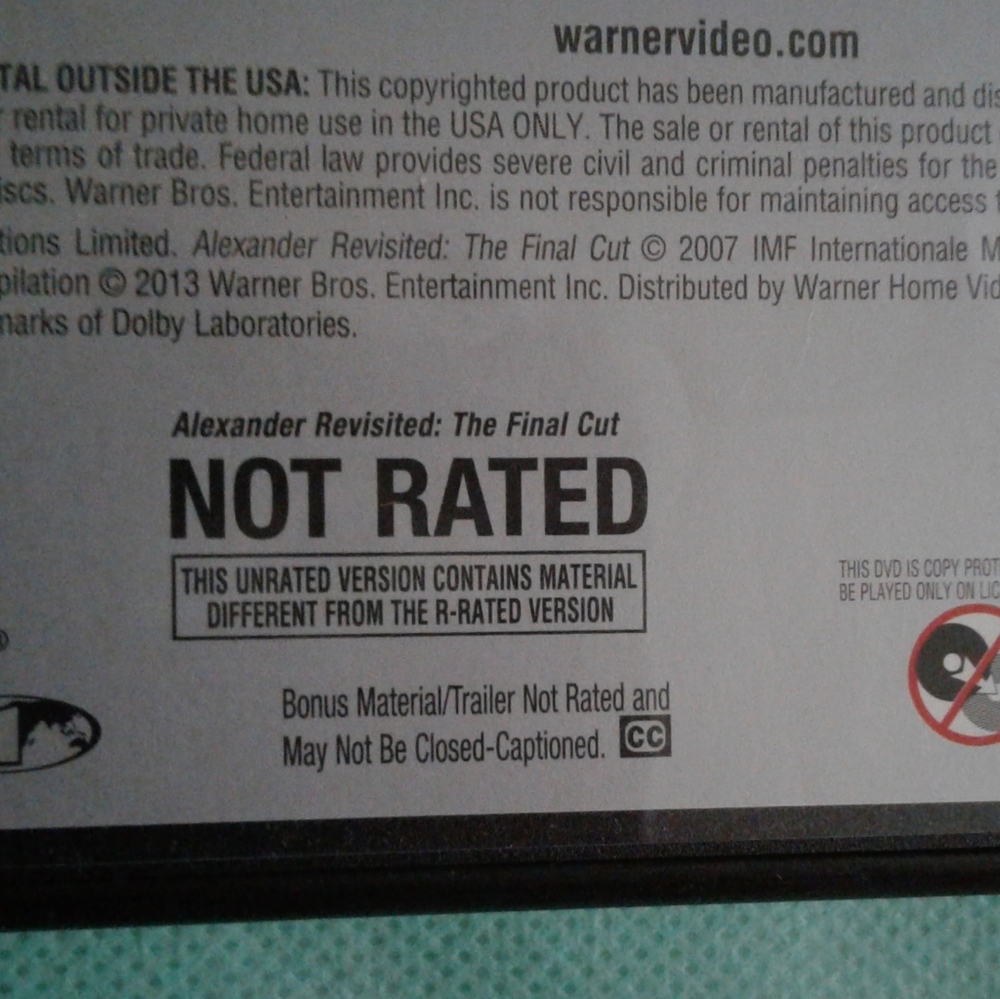 warnervideo.com
TAL OUTSIDE THE USA: This copyrighted product has been manufactured and dis
r rental for private home use in the USA ONLY. The sale or rental of this product
terms of trade. Federal law provides severe civil and criminal penalties for the
iscs. Warner Bros. Entertainment Inc. is not responsible for maintaining access t
tions Limited. Alexander Revisited: The Final Cut © 2007 IMF Internationale M
pilation © 2013 Warner Bros. Entertainment Inc. Distributed by Warner Home Vid
marks of Dolby Laboratories.
Alexander Revisited: The Final Cut
NOT RATED
THIS UNRATED VERSION CONTAINS MATERIAL
DIFFERENT FROM THE R-RATED VERSION
THIS DVD IS COPY PROT
BE PLAYED ONLY ON LIC
®
1
Bonus Material/Trailer Not Rated and
May Not Be Closed-Captioned. CC